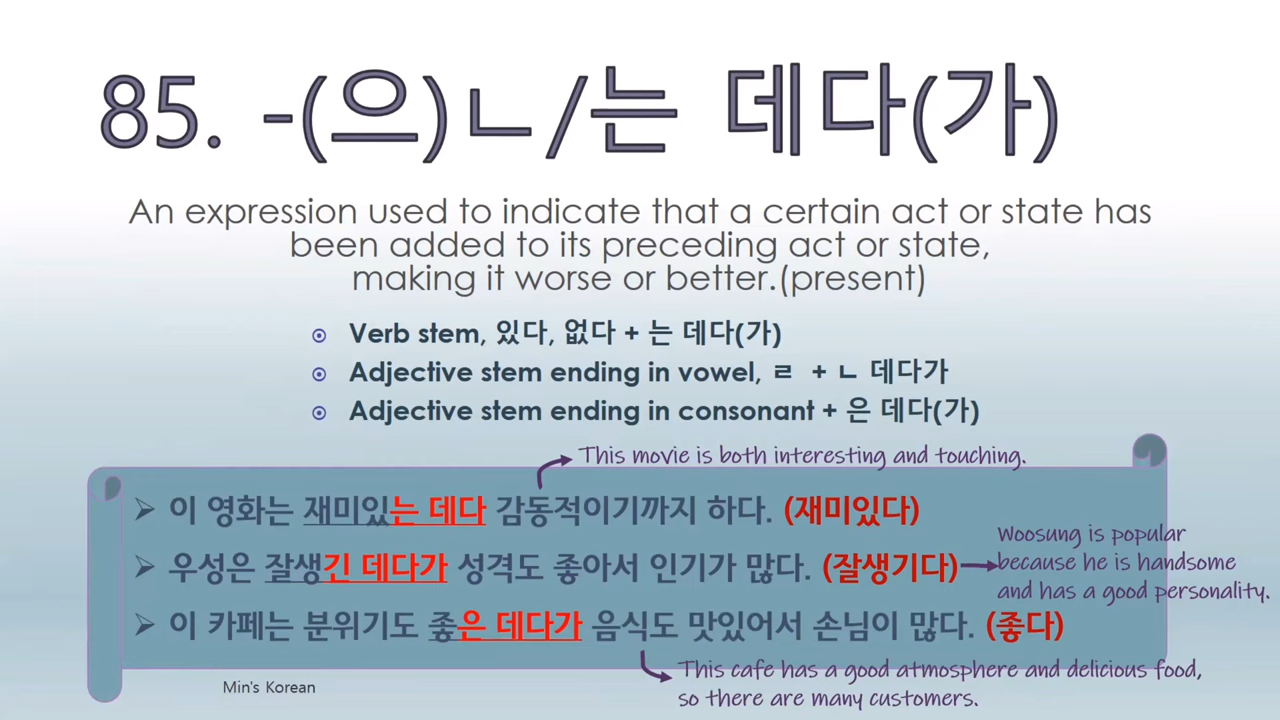 85. -(으)ㄴ/는 데다(가)
An expression used to indicate that a certain act or state has
been added to its preceding act or state,
making it worse or better.(present)
Verb stem, 있다, 없다 + 는 데다(가)
Adjective stem ending in vowel, ㄹ + ㄴ 데다가
Adjective stem ending in consonant + 은 데다(가)
This movie is both interesting and touching.
이 영화는 재미있는 데다 감동적이기까지 하다. (재미있다)
우성은 잘생긴 데다가 성격도 좋아서 인기가 많다. (잘생기다)
Woosung is popular
because he is handsome
and has a good personality.
이 카페는 분위기도 좋은 데다가 음식도 맛있어서 손님이 많다. (좋다)
This cafe has a good atmosphere and delicious food,
so there are many customers.
Min's Korean